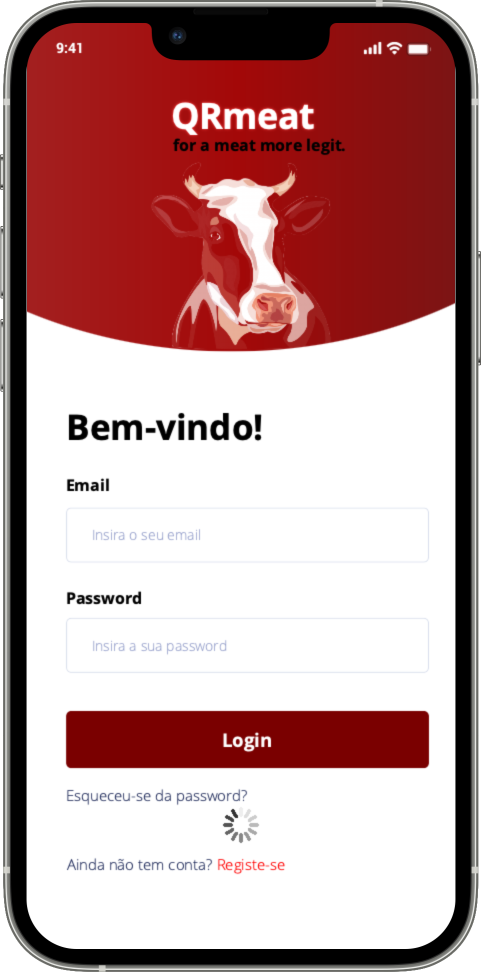 9:41
QRmeat
for a meat more legit.
Bem-vindo!
Email
Insira o seu email
Password
Insira a sua password
Login
Esqueceu-se da password?
Ainda não tem conta? Registe-se